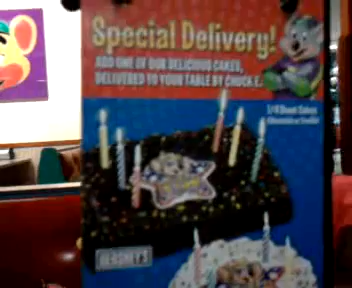 Special Delivery!
ADD ONE OF OUR DELICIOUS CAKES,
DELIVERED TO YOUR TABLE BY CHUCK E.
1/4 Sheet Cakes
HERSHEY'S